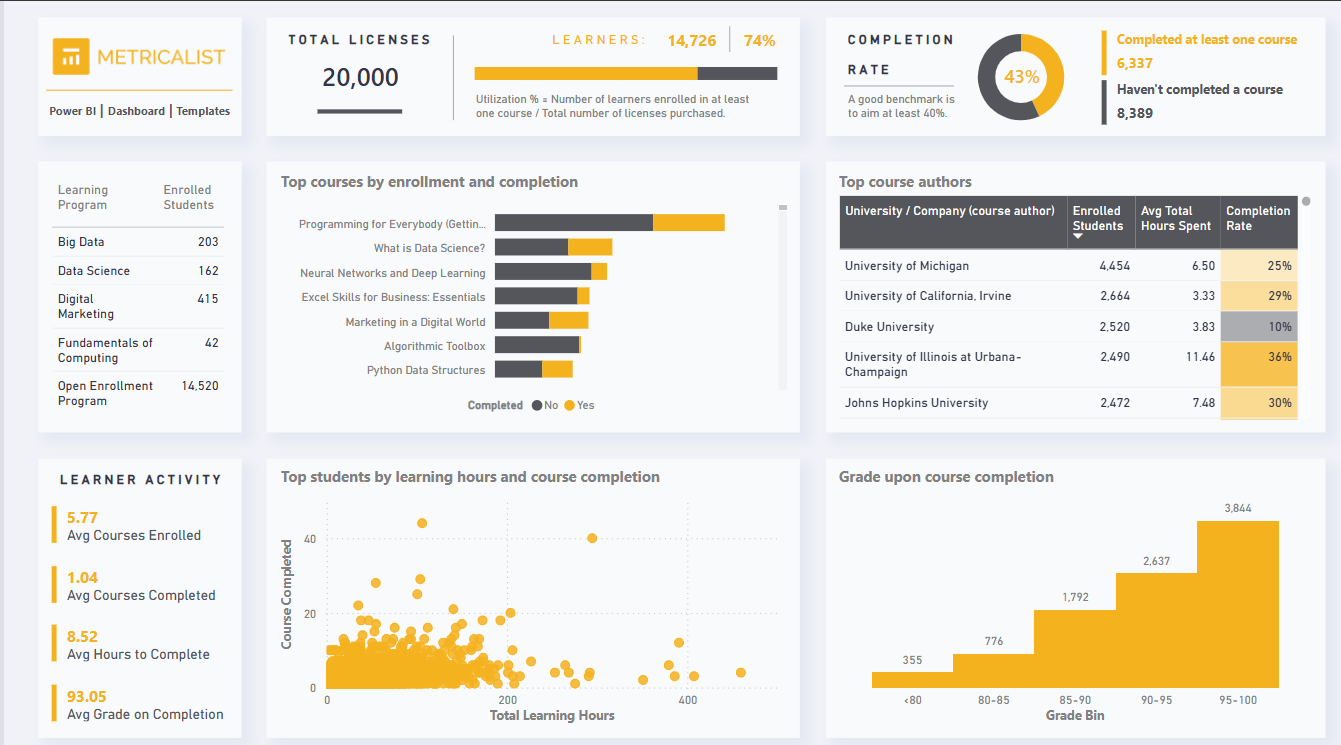 METRICALIST
Power BI | Dashboard | Templates
TOTAL LICENSES
20,000
LEARNERS: 14,726 | 74%
Utilization % = Number of learners enrolled in at least
one course / Total number of licenses purchased.
COMPLETION
RATE
A good benchmark is
to aim at least 40%.
43%
Completed at least one course
6,337
Haven't completed a course
8,389
Learning Program Enrolled Students
Big Data 203
Data Science 162
Digital Marketing 415
Fundamentals of Computing 42
Open Enrollment Program 14,520
Top courses by enrollment and completion
Programming for Everybody (Gettin...
What is Data Science?
Neural Networks and Deep Learning
Excel Skills for Business: Essentials
Marketing in a Digital World
Algorithmic Toolbox
Python Data Structures
Completed No Yes
Top course authors
University / Company (course author) Enrolled Students Avg Total Hours Spent Completion Rate
University of Michigan 4,454 6.50 25%
University of California, Irvine 2,664 3.33 29%
Duke University 2,520 3.83 10%
University of Illinois at Urbana-Champaign 2,490 11.46 36%
Johns Hopkins University 2,472 7.48 30%
LEARNER ACTIVITY
5.77
Avg Courses Enrolled
1.04
Avg Courses Completed
8.52
Avg Hours to Complete
93.05
Avg Grade on Completion
Top students by learning hours and course completion
Course Completed
40
20
0
0 200 400
Total Learning Hours
Grade upon course completion
355 776 1,792 2,637 3,844
<80 80-85 85-90 90-95 95-100
Grade Bin